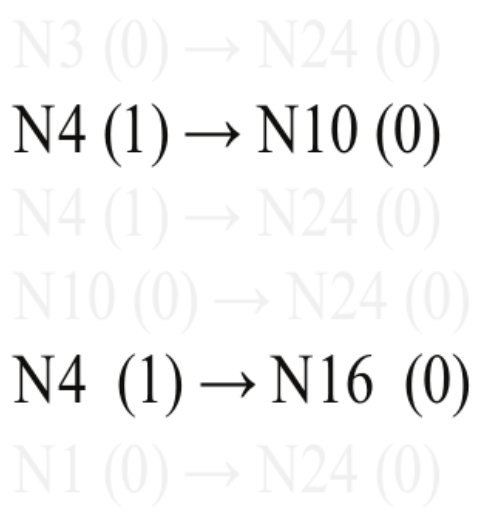 N3 (0) → N24 (0)
N4 (1) → N10 (0)
N4 (1) → N24 (0)
N10 (0) → N24 (0)
N4 (1) → N16 (0)
N1 (0) → N24 (0)